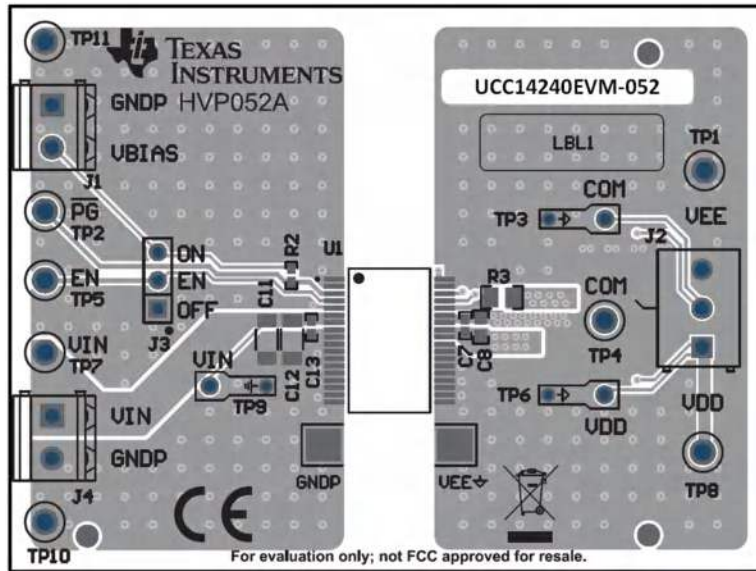 TP11
TEXAS
INSTRUMENTS
HVP052A
GNDP
VBIAS
J1
PG
TP2
EN
TP5
VIN
TP7
VIN
GNDP
J4
TP10
ON
EN
OFF
J3
R2
U1
C11
C12
C13
VIN
TP9
GNDP
CE
UCC14240EVM-052
LBL1
TP1
VEE
COM
TP3
J2
R3
COM
TP4
C7
C8
TP6
VDD
VDD
TP8
VEE
For evaluation only; not FCC approved for resale.